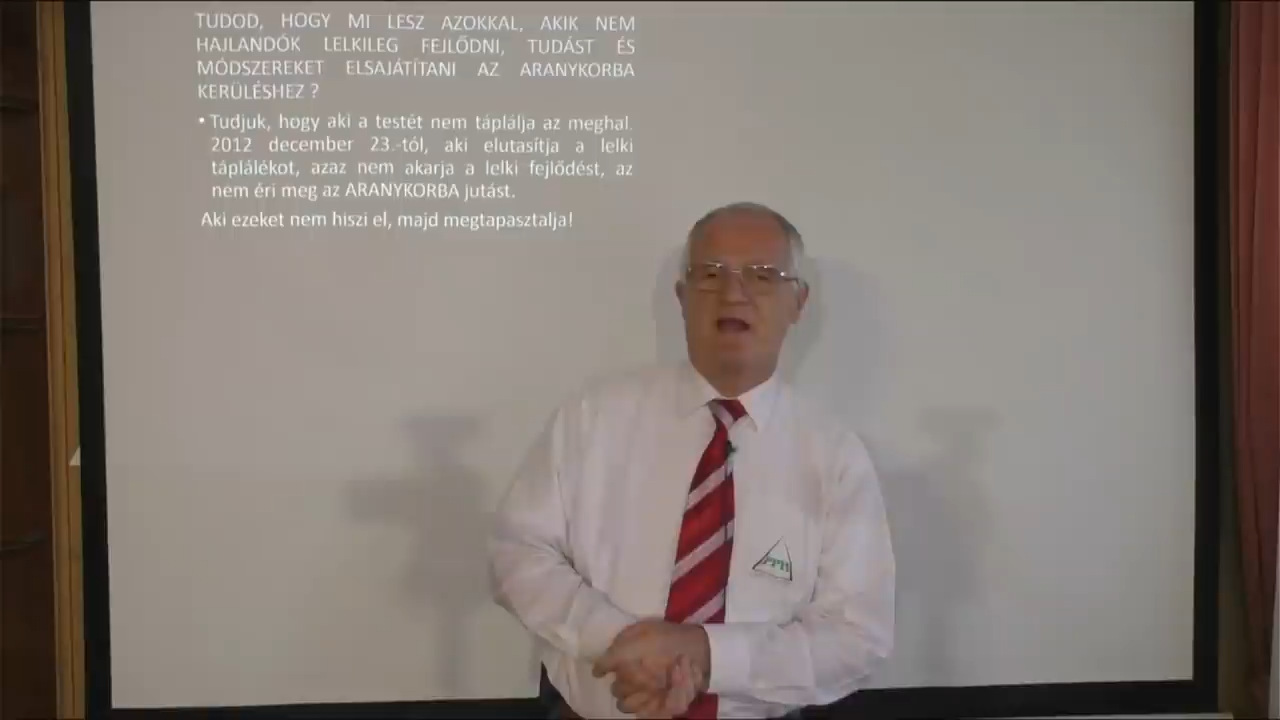 TUDOD, HOGY MI LESZ AZOKKAL, AKIK NEM
HAJLANDÓK LELKILEG FEJLŐDNI, TUDÁST ÉS
MÓDSZEREKET ELSAJÁTÍTANI AZ ARANYKORBA
KERÜLÉSHEZ ?
• Tudjuk, hogy aki a testét nem táplálja az meghal.
2012 december 23.-tól, aki elutasítja a lelki
táplálékot, azaz nem akarja a lelki fejlődést, az
nem éri meg az ARANYKORBA jutást.
Aki ezeket nem hiszi el, majd megtapasztalja!